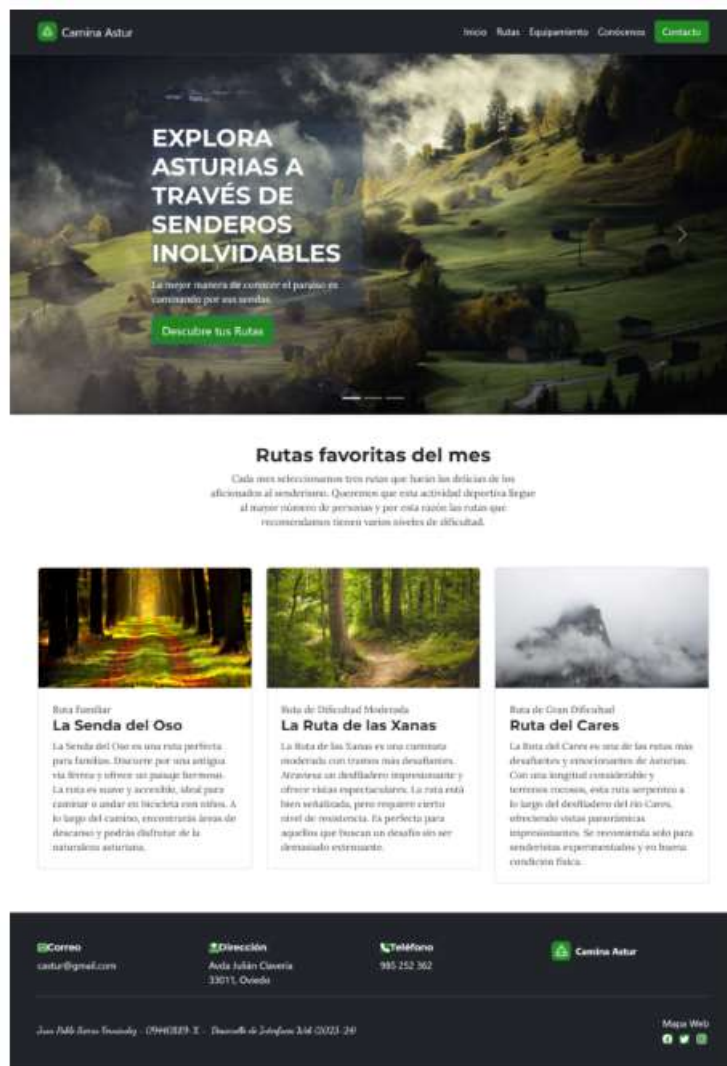 Camina Astur
Inicio Rutas Equipamiento Conócenos Contacto
EXPLORA
ASTURIAS A
TRAVÉS DE
SENDEROS
INOLVIDABLES
La mejor manera de conocer el paraíso es
caminando por sus sendas.
Descubre tus Rutas
Rutas favoritas del mes
Cada mes seleccionamos tres rutas que harán las delicias de los
aficionados al senderismo. Queremos que esta actividad deportiva llegue
al mayor número de personas y por esta razón las rutas que
recomendamos tienen varios niveles de dificultad.
Ruta Familiar
La Senda del Oso
La Senda del Oso es una ruta perfecta
para familias. Discurre por una antigua
vía férrea y ofrece un paisaje hermoso.
La ruta es suave y accesible, ideal para
caminar o andar en bicicleta con niños. A
lo largo del camino, encontrarás áreas de
descanso y podrás disfrutar de la
naturaleza asturiana.
Ruta de Dificultad Moderada
La Ruta de las Xanas
La Ruta de las Xanas es una caminata
moderada con tramos más desafiantes.
Atraviesa un desfiladero impresionante y
ofrece vistas espectaculares. La ruta está
bien señalizada, pero requiere cierto
nivel de resistencia. Es perfecta para
aquellos que buscan un desafío sin ser
demasiado extenuante.
Ruta de Gran Dificultad
Ruta del Cares
La Ruta del Cares es una de las rutas más
desafiantes y emocionantes de Asturias.
Con una longitud considerable y
terrenos rocosos, esta ruta serpentea a
lo largo del desfiladero del río Cares,
ofreciendo vistas panorámicas
impresionantes. Se recomienda solo para
senderistas experimentados y en buena
condición física.
Correo
castur@gmail.com
Dirección
Avda Julián Clavería
33011, Oviedo
Teléfono
985 252 362
Camina Astur
Juan Pablo Fernández - Desarrollo de Interfaces Web (2023-24)
Mapa Web